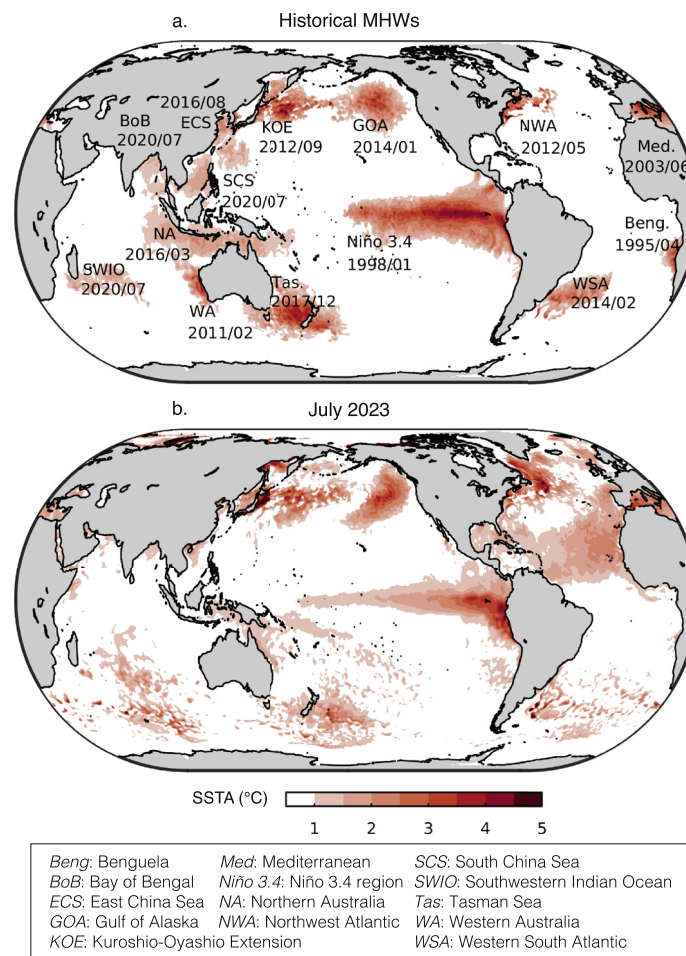 a. Historical MHWs
2016/08
BoB ECS KOE GOA NWA
2020/07 2012/09 2014/01 2012/05 Med.
2003/06
SCS
2020/07
NA Niño 3.4 Beng.
2016/03 1998/01 1995/04
SWIO Tas. WSA
2020/07 2017/12 2014/02
WA
2011/02
b. July 2023
SSTA (°C)
1 2 3 4 5
Beng: Benguela Med: Mediterranean SCS: South China Sea
BoB: Bay of Bengal Niño 3.4: Niño 3.4 region SWIO: Southwestern Indian Ocean
ECS: East China Sea NA: Northern Australia Tas: Tasman Sea
GOA: Gulf of Alaska NWA: Northwest Atlantic WA: Western Australia
KOE: Kuroshio-Oyashio Extension WSA: Western South Atlantic